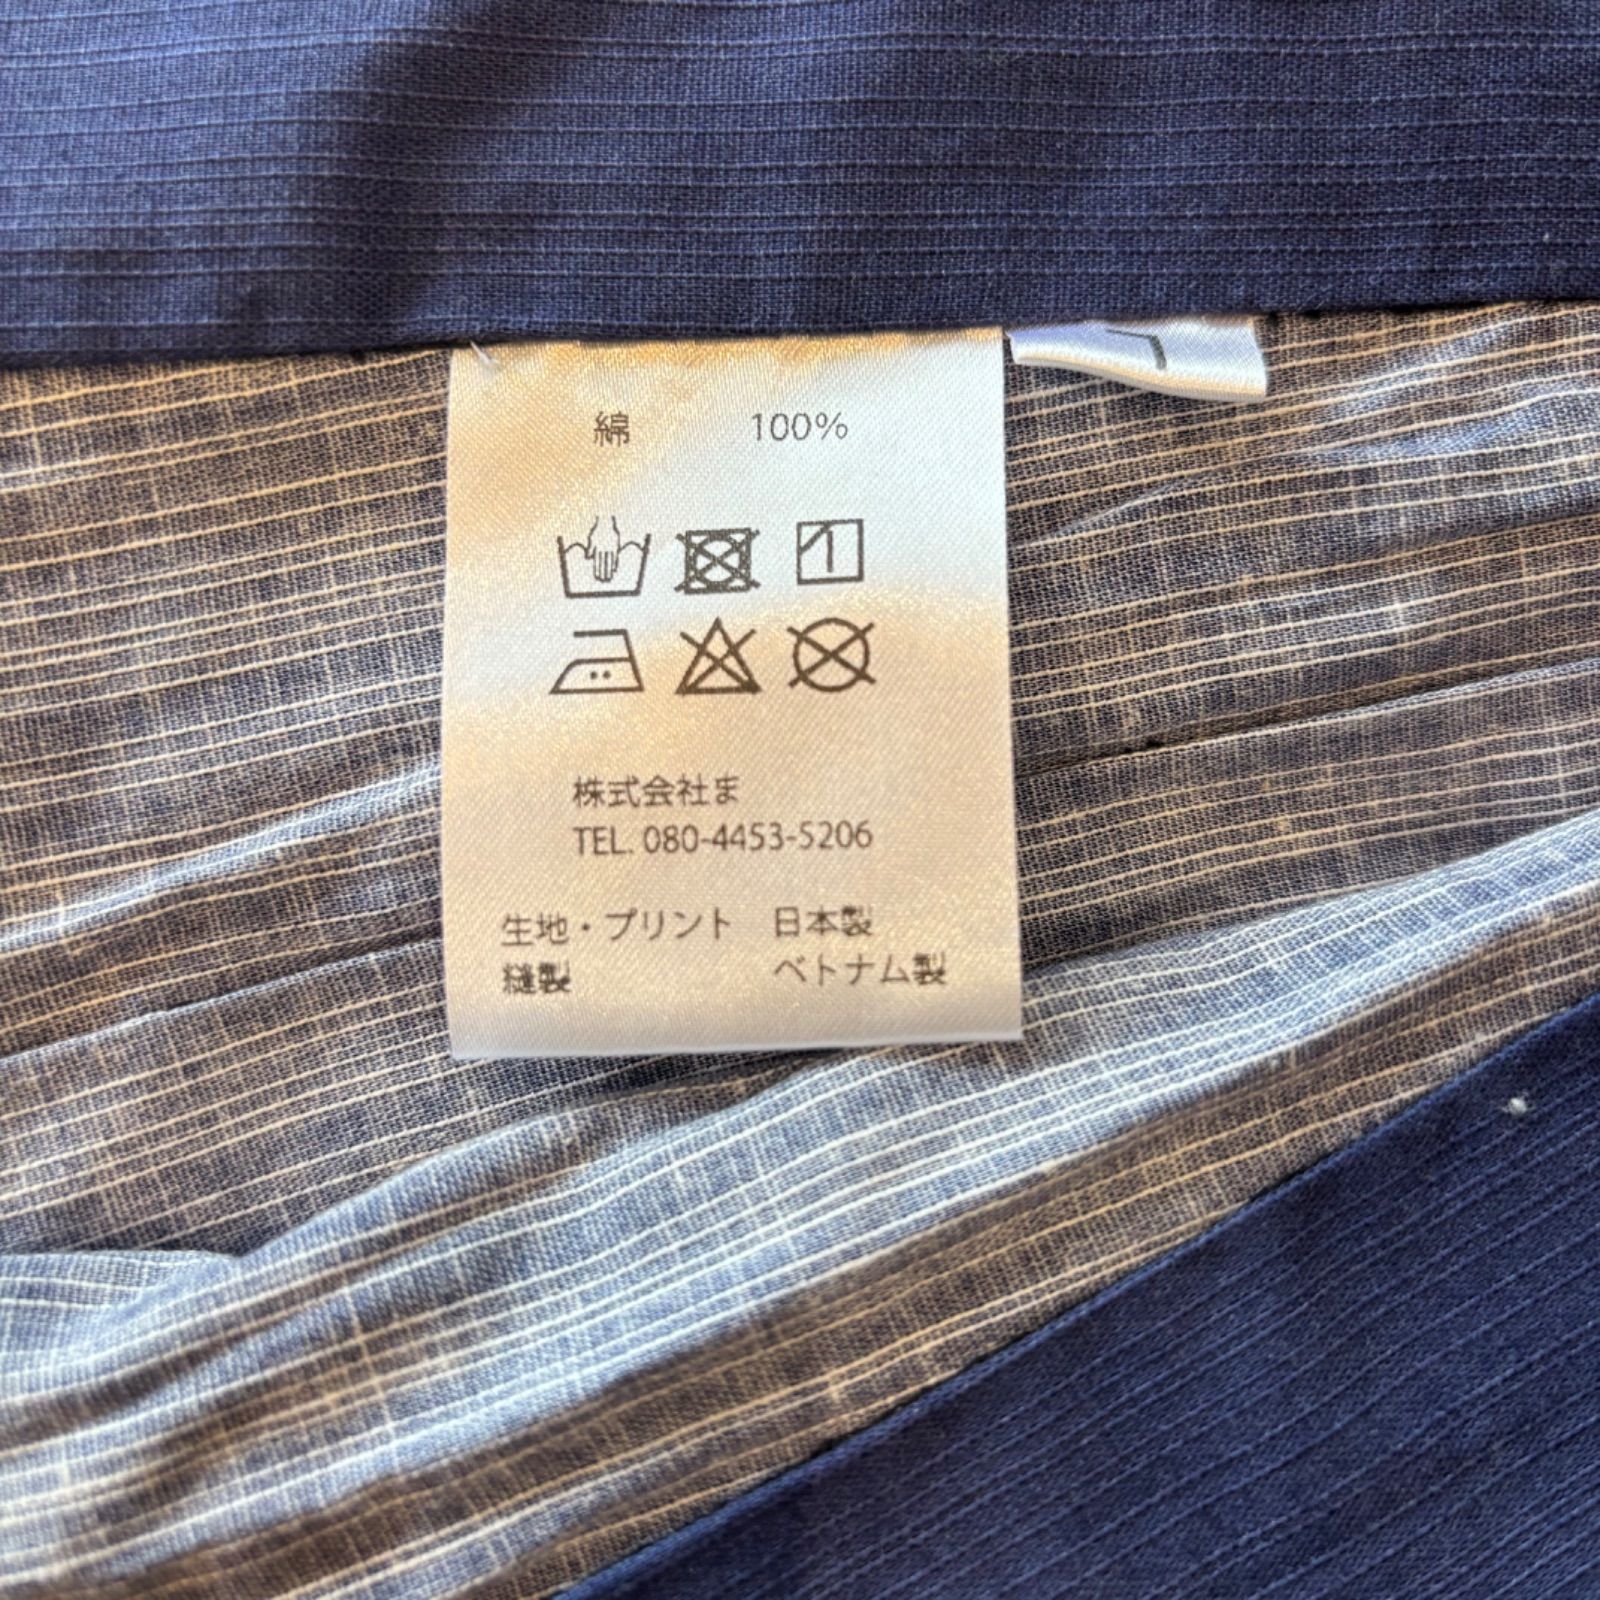 綿 100%
株式会社ま
TEL. 080-4453-5206
生地・プリント 日本製
縫製 ベトナム製